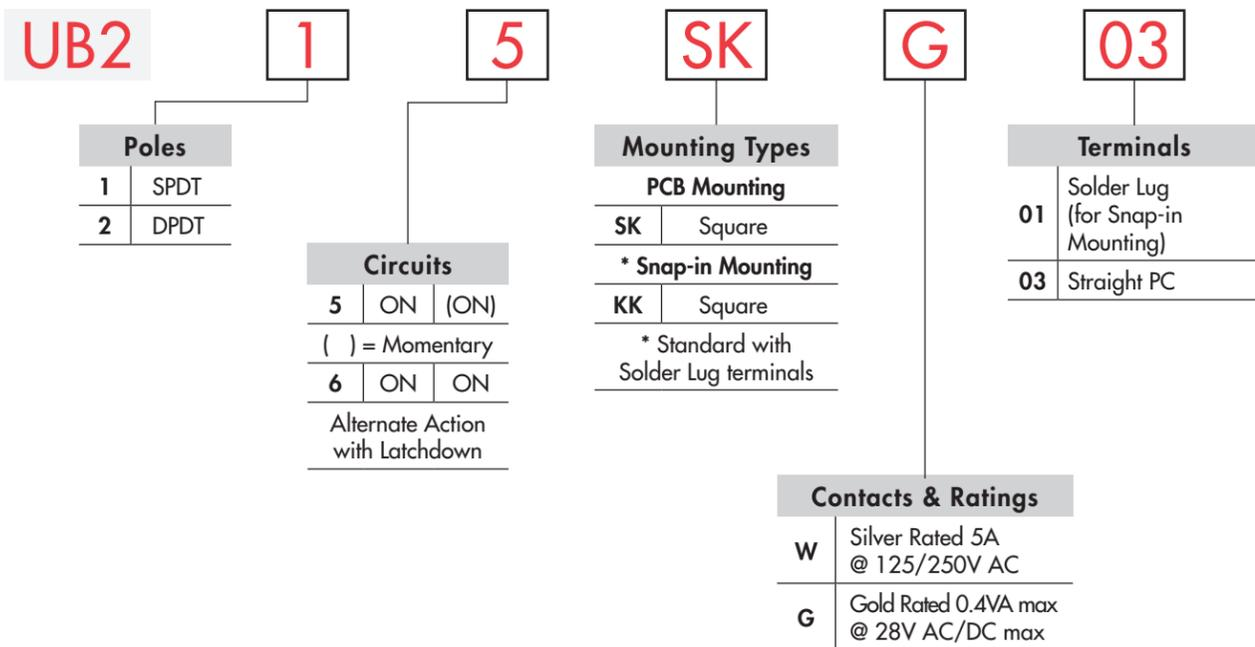 UB2 1 5 SK G 03
Poles
1 SPDT
2 DPDT
Circuits
5 ON (ON)
( ) = Momentary
6 ON ON
Alternate Action
with Latchdown
Mounting Types
PCB Mounting
SK Square
* Snap-in Mounting
KK Square
* Standard with
Solder Lug terminals
Contacts & Ratings
W Silver Rated 5A
@ 125/250V AC
G Gold Rated 0.4VA max
@ 28V AC/DC max
Terminals
01 Solder Lug
(for Snap-in
Mounting)
03 Straight PC